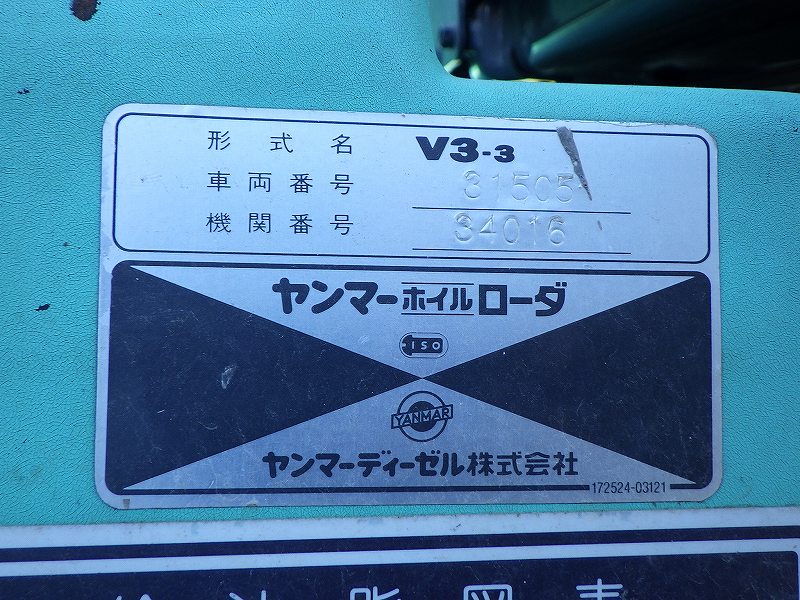 形式名 V3-3
車両番号 31505
機関番号 34016
ヤンマーホイルローダ
ISO
YANMAR
ヤンマーディーゼル株式会社
172524-03121